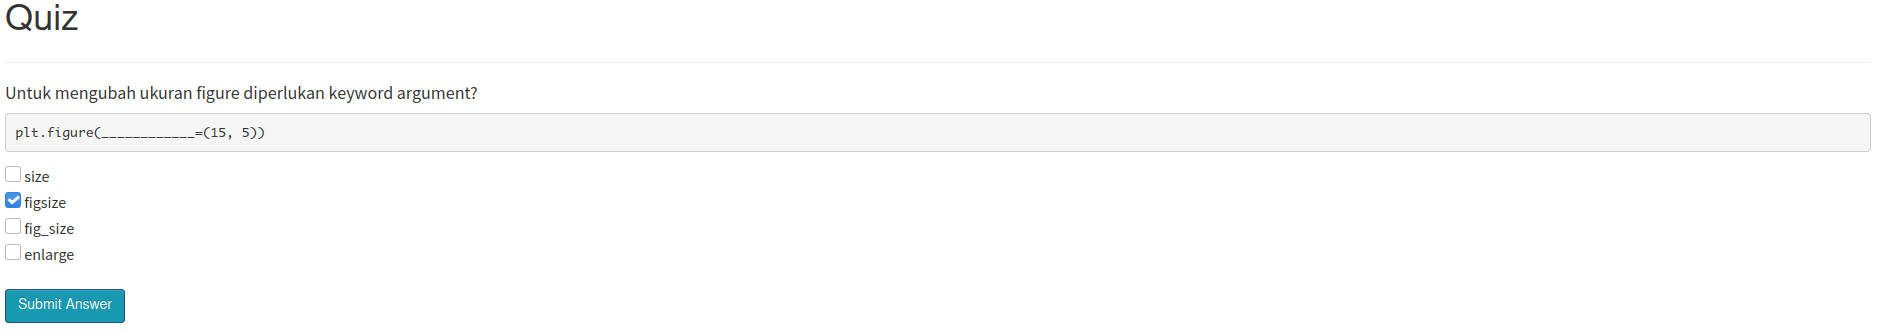 Quiz
Untuk mengubah ukuran figure diperlukan keyword argument?
plt.figure(____________=(15, 5))
size
figsize
fig_size
enlarge
Submit Answer